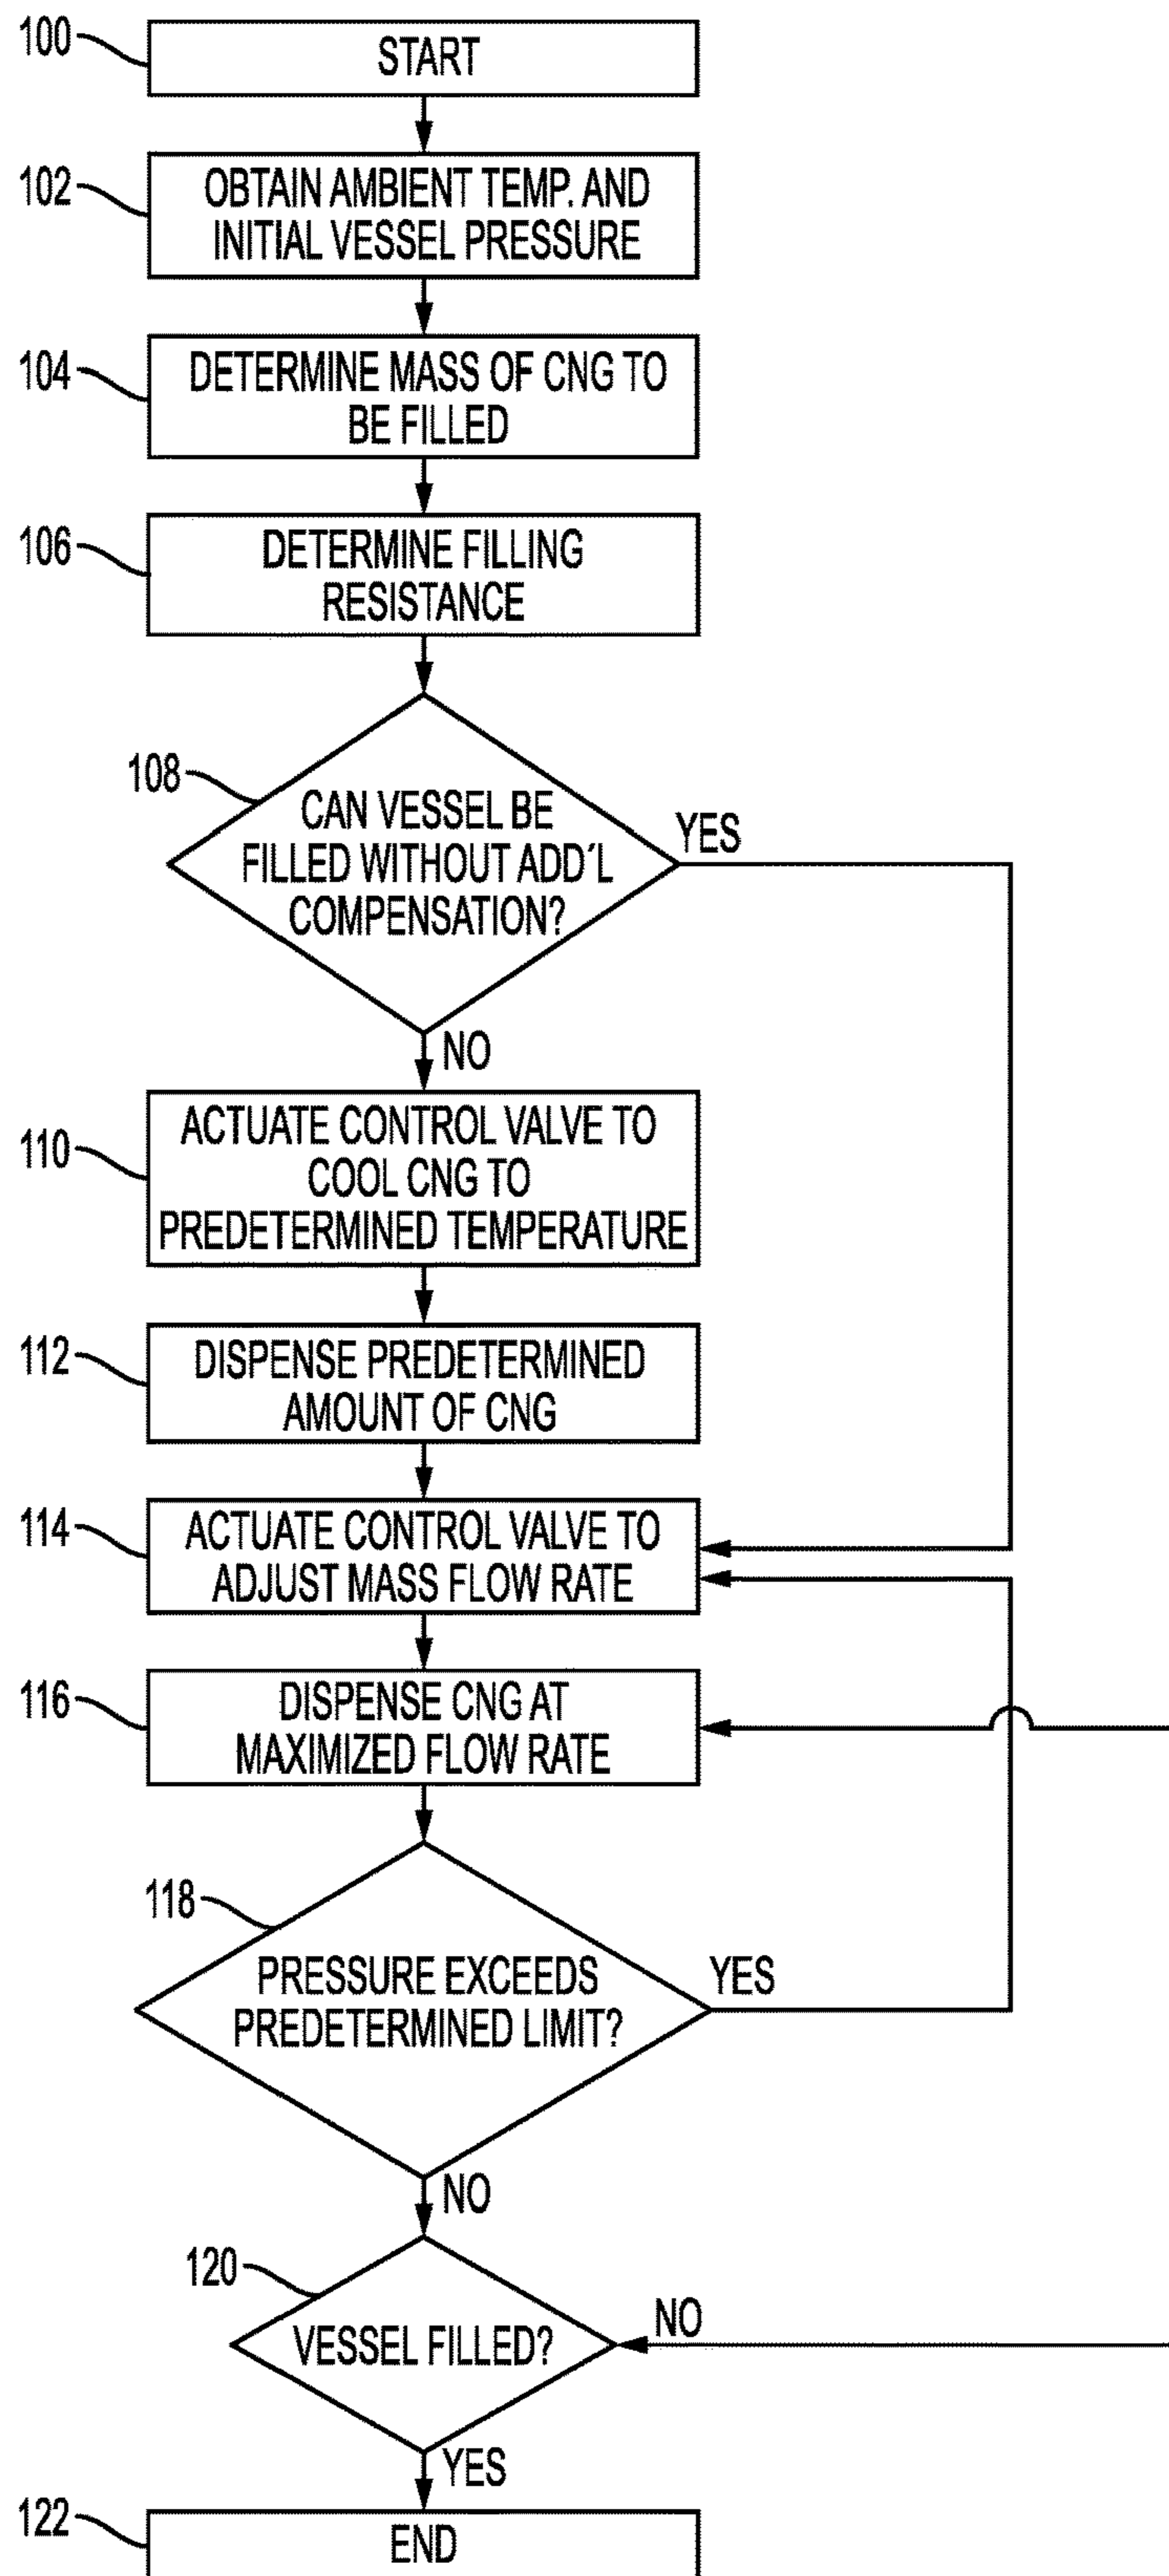 100
START
102
OBTAIN AMBIENT TEMP. AND
INITIAL VESSEL PRESSURE
104
DETERMINE MASS OF CNG TO
BE FILLED
106
DETERMINE FILLING
RESISTANCE
108
CAN VESSEL BE
FILLED WITHOUT ADD'L
COMPENSATION?
YES
NO
110
ACTUATE CONTROL VALVE TO
COOL CNG TO
PREDETERMINED TEMPERATURE
112
DISPENSE PREDETERMINED
AMOUNT OF CNG
114
ACTUATE CONTROL VALVE TO
ADJUST MASS FLOW RATE
116
DISPENSE CNG AT
MAXIMIZED FLOW RATE
118
PRESSURE EXCEEDS
PREDETERMINED LIMIT?
YES
NO
120
VESSEL FILLED?
NO
YES
122
END